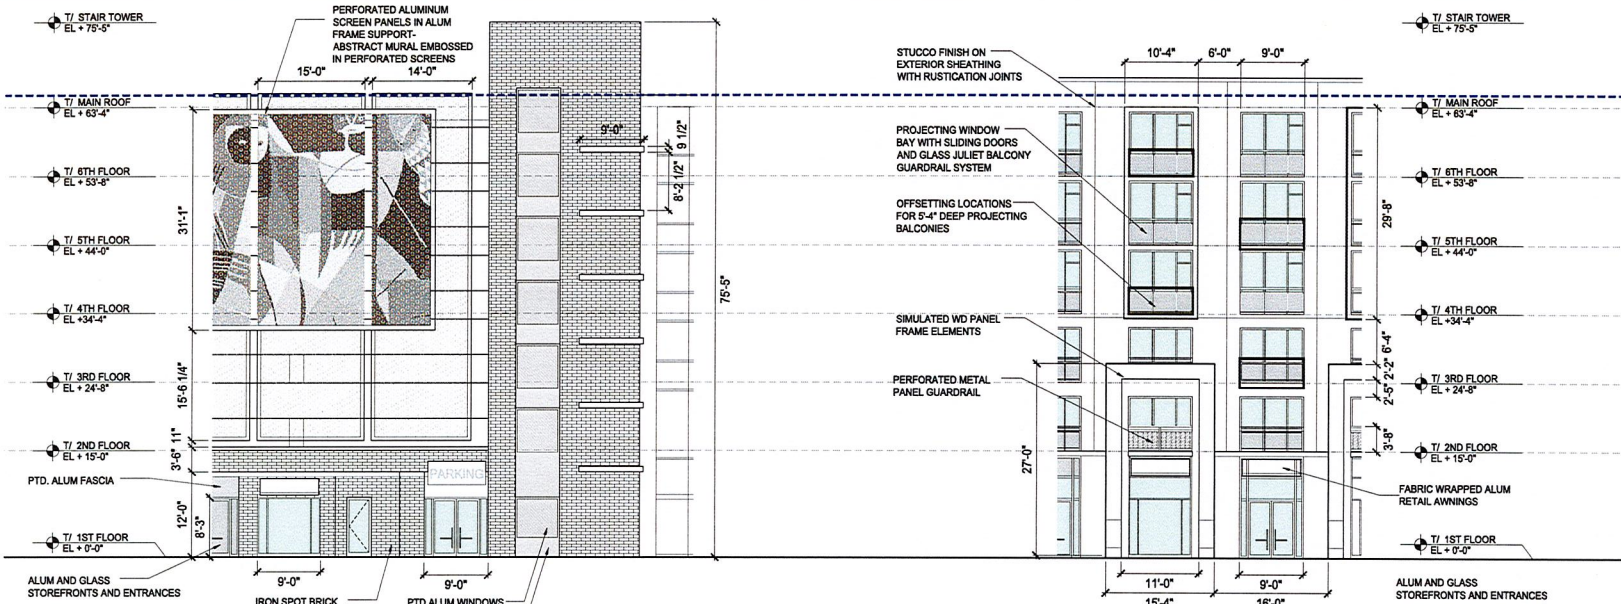 T/ STAIR TOWER
EL + 75'-5"
T/ MAIN ROOF
EL + 63'-4"
T/ 6TH FLOOR
EL + 53'-8"
T/ 5TH FLOOR
EL + 44'-0"
T/ 4TH FLOOR
EL +34'-4"
T/ 3RD FLOOR
EL + 24'-8"
T/ 2ND FLOOR
EL + 15'-0"
PTD. ALUM FASCIA
T/ 1ST FLOOR
EL + 0'-0"
ALUM AND GLASS
STOREFRONTS AND ENTRANCES
PERFORATED ALUMINUM
SCREEN PANELS IN ALUM
FRAME SUPPORT-
ABSTRACT MURAL EMBOSSED
IN PERFORATED SCREENS
15'-0"
14'-0"
31'-1"
15'-6 1/4"
11"
3'-6"
12'-0"
8'-3"
PARKING
9'-0"
9'-0"
IRON SPOT BRICK
PTD ALUM WINDOWS
9'-0"
9 1/2"
8'-2 1/2"
75'-5"
STUCCO FINISH ON
EXTERIOR SHEATHING
WITH RUSTICATION JOINTS
PROJECTING WINDOW
BAY WITH SLIDING DOORS
AND GLASS JULIET BALCONY
GUARDRAIL SYSTEM
OFFSETTING LOCATIONS
FOR 5'-4" DEEP PROJECTING
BALCONIES
SIMULATED WD PANEL
FRAME ELEMENTS
PERFORATED METAL
PANEL GUARDRAIL
27'-0"
10'-4"
6'-0"
9'-0"
29'-8"
6'-4"
2'-2"
2'-5"
3'-8"
FABRIC WRAPPED ALUM
RETAIL AWNINGS
11'-0"
9'-0"
15'-4"
16'-0"
T/ STAIR TOWER
EL + 75'-5"
T/ MAIN ROOF
EL + 63'-4"
T/ 6TH FLOOR
EL + 53'-8"
T/ 5TH FLOOR
EL + 44'-0"
T/ 4TH FLOOR
EL +34'-4"
T/ 3RD FLOOR
EL + 24'-8"
T/ 2ND FLOOR
EL + 15'-0"
T/ 1ST FLOOR
EL + 0'-0"
ALUM AND GLASS
STOREFRONTS AND ENTRANCES